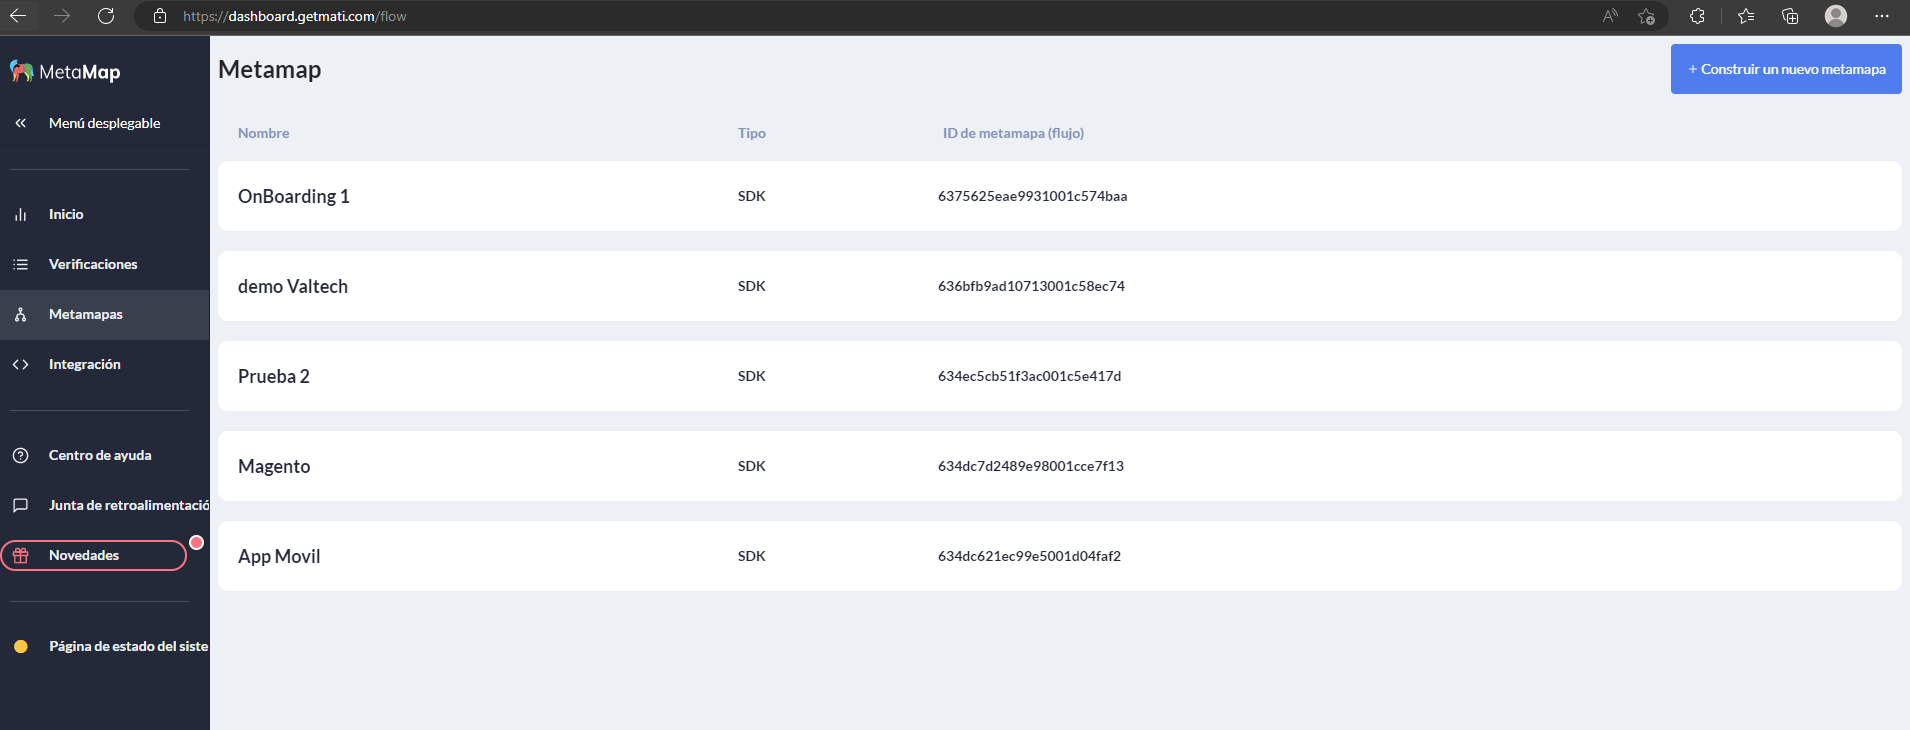 https://dashboard.getmati.com/flow
MetaMap
Menú desplegable
Inicio
Verificaciones
Metamapas
Integración
Centro de ayuda
Junta de retroalimentació
Novedades
Página de estado del siste
Metamap
+ Construir un nuevo metamapa
Nombre Tipo ID de metamapa (flujo)
OnBoarding 1 SDK 6375625eae9931001c574baa
demo Valtech SDK 636bfb9ad10713001c58ec74
Prueba 2 SDK 634ec5cb51f3ac001c5e417d
Magento SDK 634dc7d2489e98001cce7f13
App Movil SDK 634dc621ec99e5001d04faf2